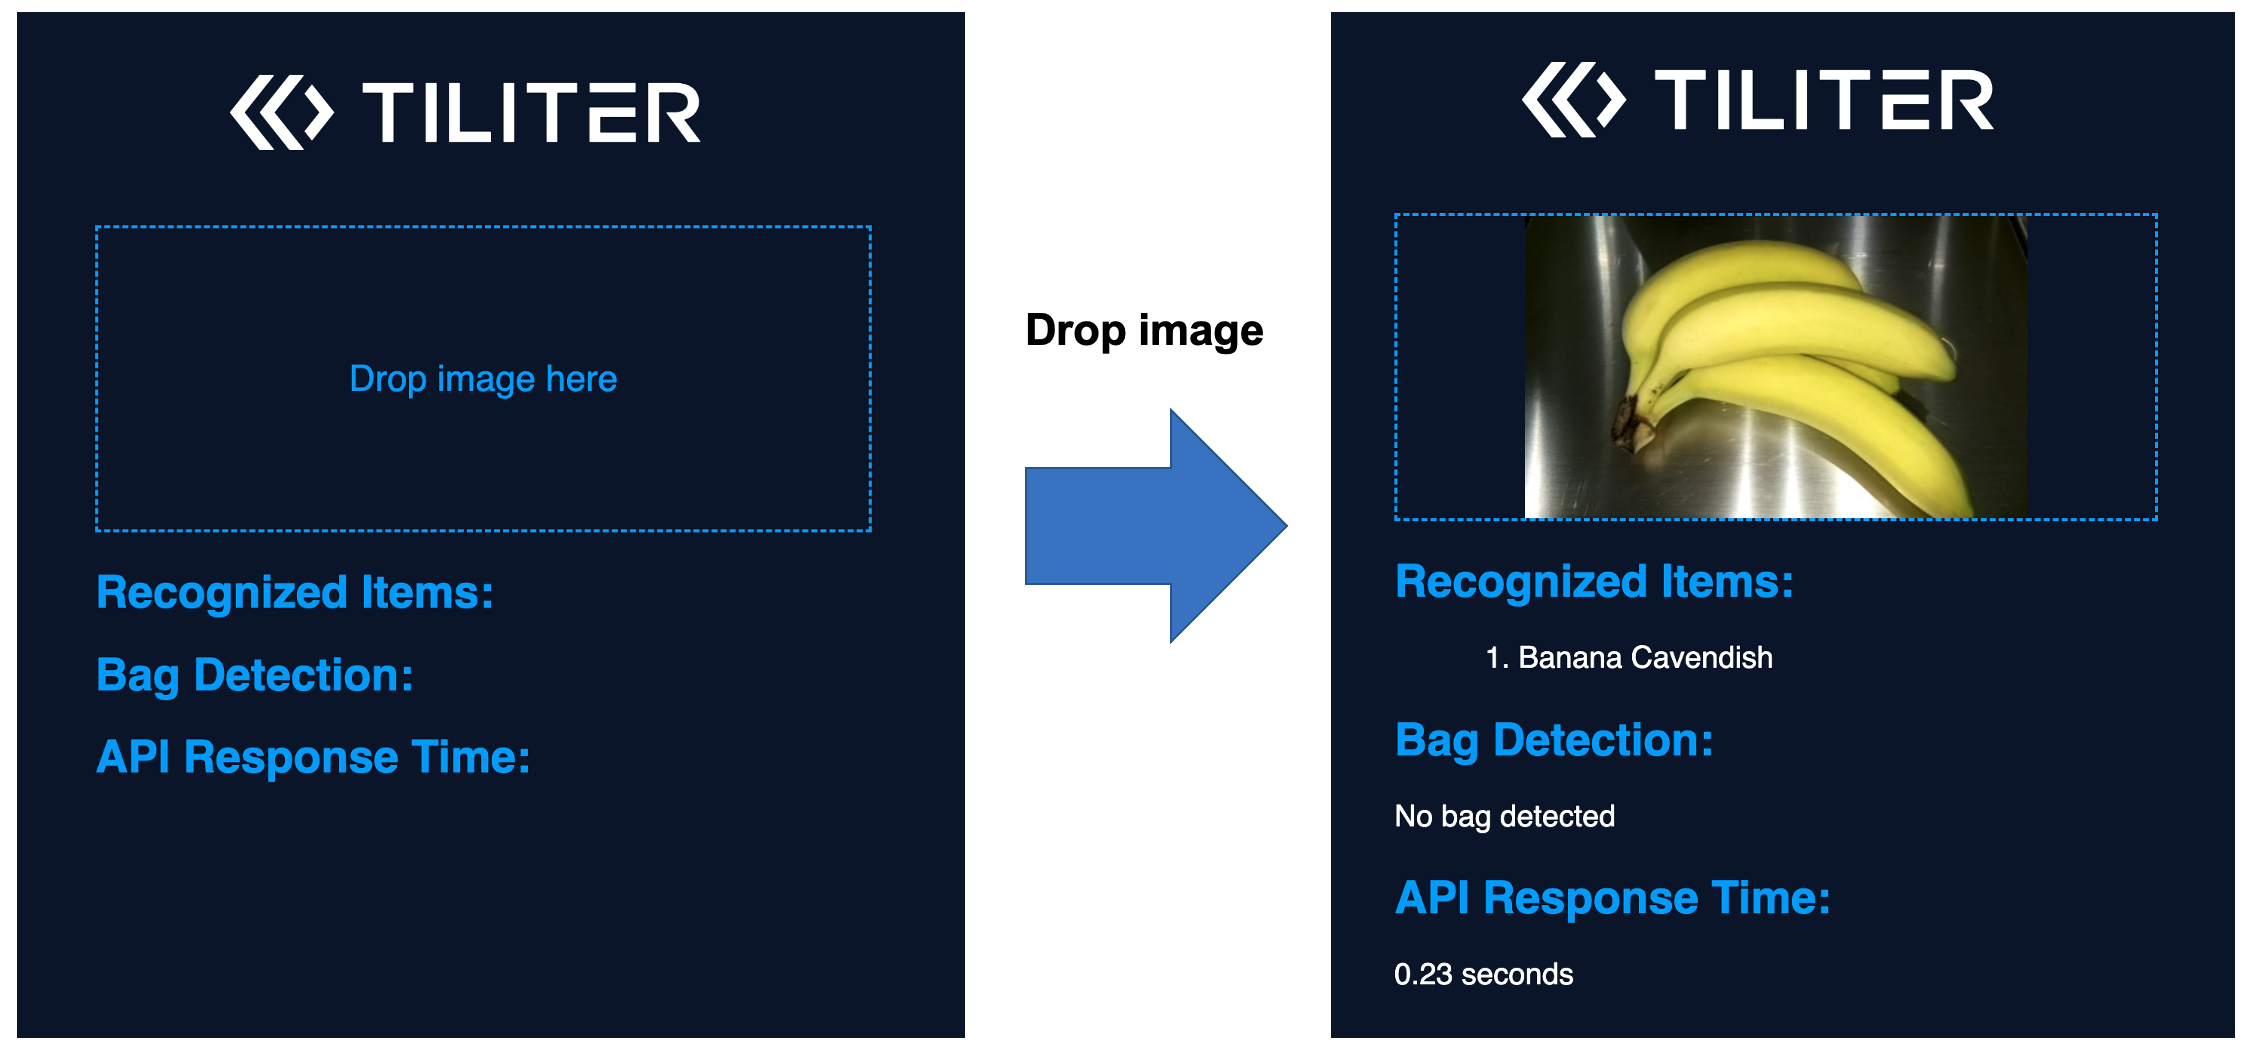 TILITER
Drop image here
Recognized Items:
Bag Detection:
API Response Time:
Drop image
TILITER
Recognized Items:
1. Banana Cavendish
Bag Detection:
No bag detected
API Response Time:
0.23 seconds